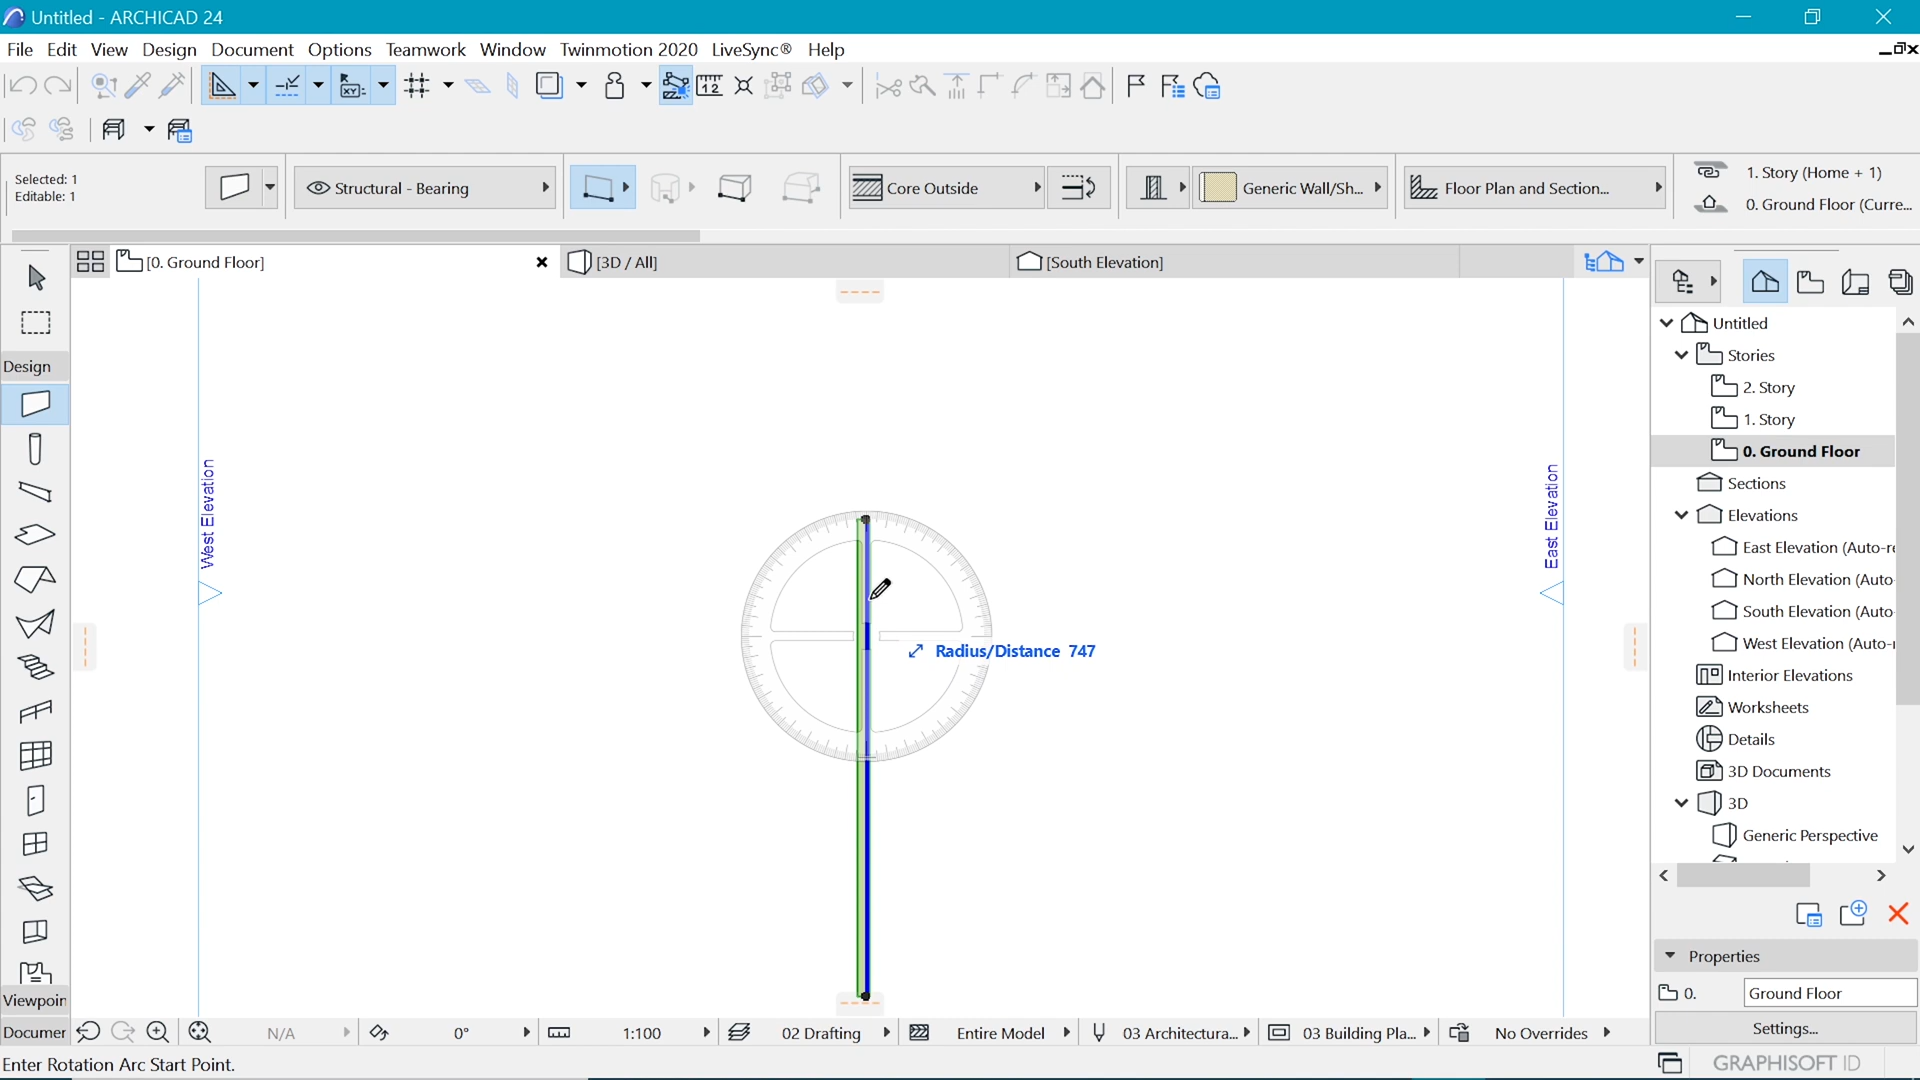 Untitled - ARCHICAD 24
File Edit View Design Document Options Teamwork Window Twinmotion 2020 LiveSync® Help
Selected: 1
Editable: 1
Structural - Bearing
Core Outside
Generic Wall/Sh...
Floor Plan and Section...
1. Story (Home + 1)
0. Ground Floor (Curre...
[0. Ground Floor]
[3D / All]
[South Elevation]
Design
West Elevation
East Elevation
Radius/Distance 747
Untitled
Stories
2. Story
1. Story
0. Ground Floor
Sections
Elevations
East Elevation (Auto-re
North Elevation (Auto
South Elevation (Auto
West Elevation (Auto-
Interior Elevations
Worksheets
Details
3D Documents
3D
Generic Perspective
Properties
0.
Ground Floor
Settings...
Viewpoin
Documer
N/A
0°
1:100
02 Drafting
Entire Model
03 Architectura...
03 Building Pla...
No Overrides
Enter Rotation Arc Start Point.
GRAPHISOFT ID